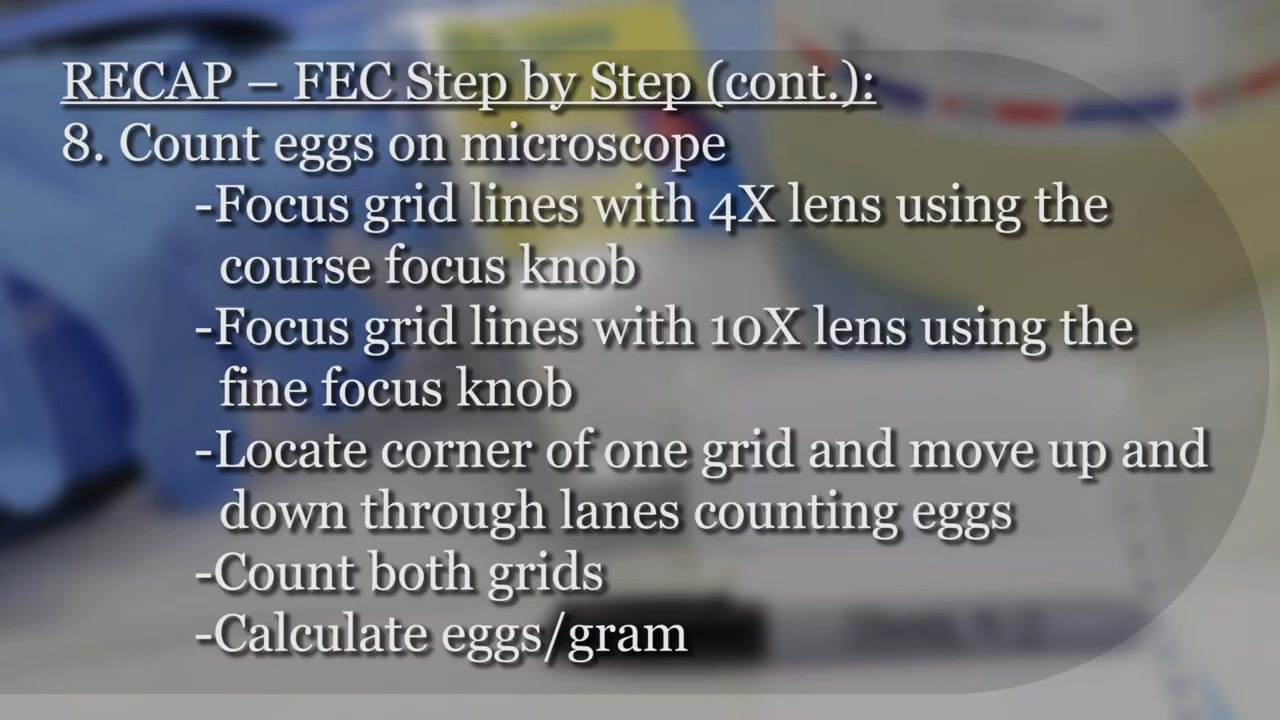 RECAP – FEC Step by Step (cont.):
8. Count eggs on microscope
-Focus grid lines with 4X lens using the
course focus knob
-Focus grid lines with 10X lens using the
fine focus knob
-Locate corner of one grid and move up and
down through lanes counting eggs
-Count both grids
-Calculate eggs/gram